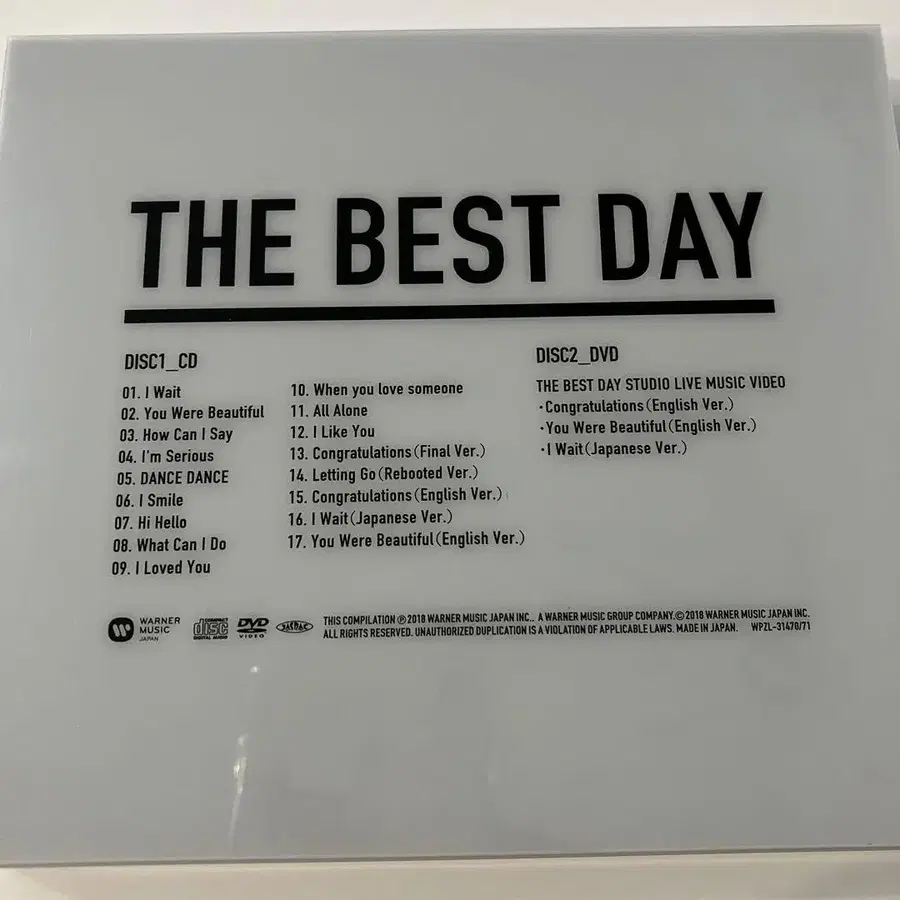 THE BEST DAY
DISC1_CD
01. I Wait
02. You Were Beautiful
03. How Can I Say
04. I'm Serious
05. DANCE DANCE
06. I Smile
07. Hi Hello
08. What Can I Do
09. I Loved You
10. When you love someone
11. All Alone
12. I Like You
13. Congratulations(Final Ver.)
14. Letting Go(Rebooted Ver.)
15. Congratulations(English Ver.)
16. I Wait(Japanese Ver.)
17. You Were Beautiful(English Ver.)
DISC2_DVD
THE BEST DAY STUDIO LIVE MUSIC VIDEO
・Congratulations(English Ver.)
・You Were Beautiful(English Ver.)
・I Wait(Japanese Ver.)
WARNER
MUSIC
JAPAN
COMPACT
disc
DIGITAL AUDIO
DVD
VIDEO
JASRAC
THIS COMPILATION ℗2018 WARNER MUSIC JAPAN INC., A WARNER MUSIC GROUP COMPANY.©2018 WARNER MUSIC JAPAN INC.
ALL RIGHTS RESERVED. UNAUTHORIZED DUPLICATION IS A VIOLATION OF APPLICABLE LAWS. MADE IN JAPAN. WPZL-31470/71